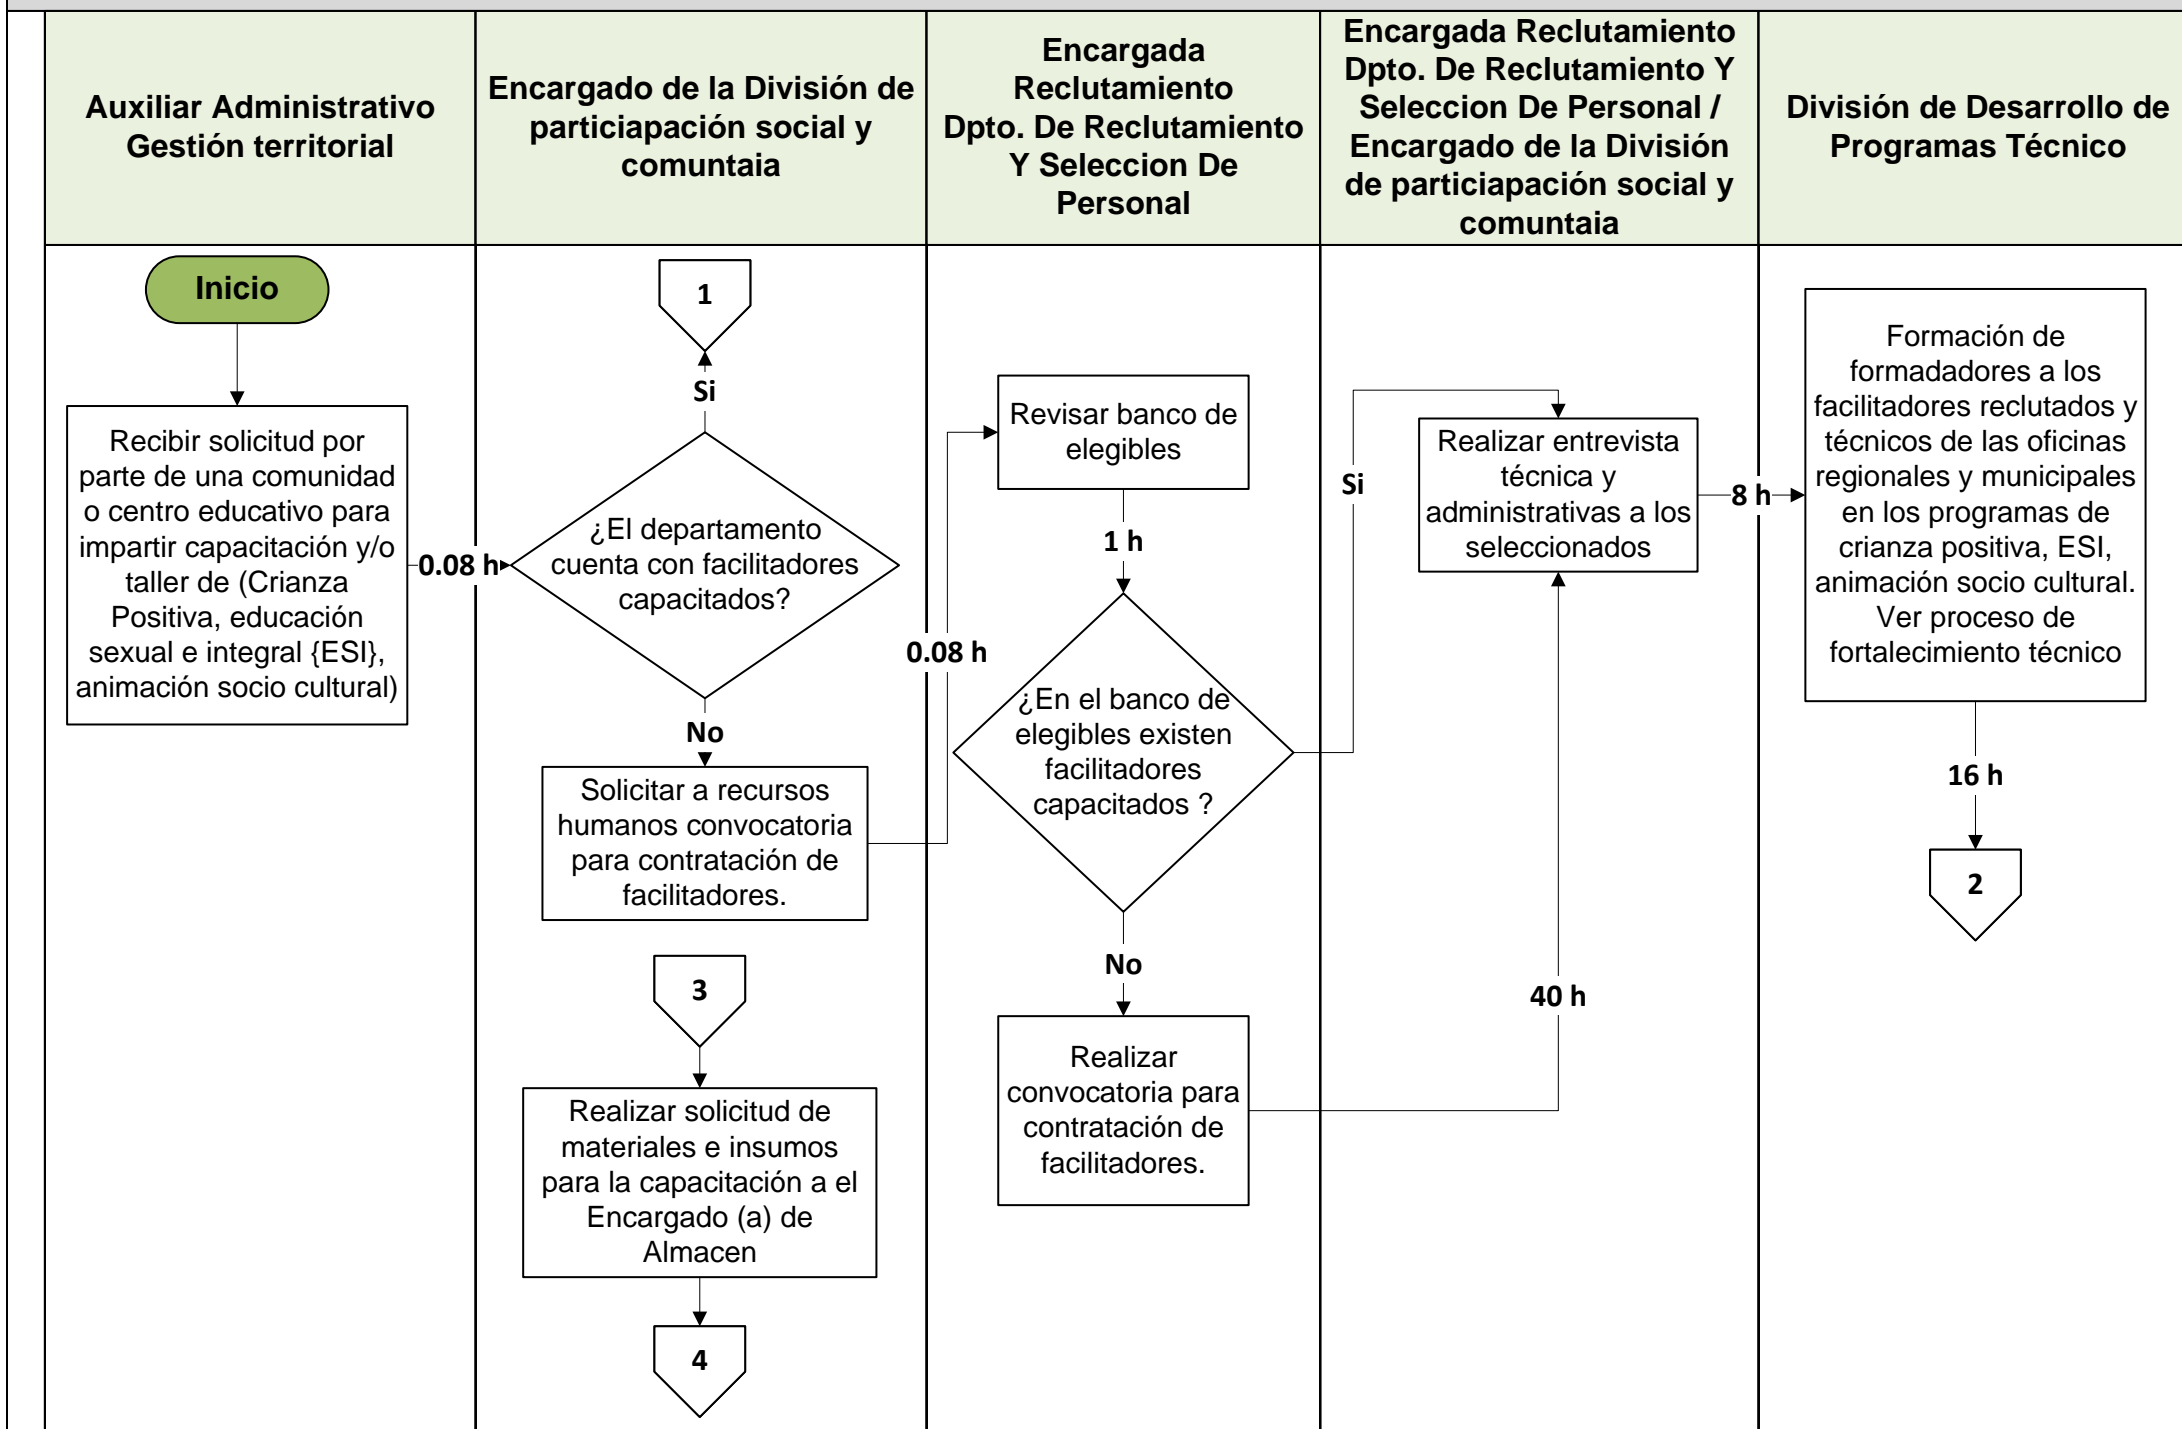 Auxiliar Administrativo
Gestión territorial
Encargado de la División de
particiapación social y
comuntaia
Encargada
Reclutamiento
Dpto. De Reclutamiento
Y Seleccion De
Personal
Encargada Reclutamiento
Dpto. De Reclutamiento Y
Seleccion De Personal /
Encargado de la División
de particiapación social y
comuntaia
División de Desarrollo de
Programas Técnico
Inicio
Recibir solicitud por
parte de una comunidad
o centro educativo para
impartir capacitación y/o
taller de (Crianza
Positiva, educación
sexual e integral {ESI},
animación socio cultural)
0.08 h
1
Si
¿El departamento
cuenta con facilitadores
capacitados?
No
Solicitar a recursos
humanos convocatoria
para contratación de
facilitadores.
0.08 h
3
Realizar solicitud de
materiales e insumos
para la capacitación a el
Encargado (a) de
Almacen
4
Revisar banco de
elegibles
1 h
¿En el banco de
elegibles existen
facilitadores
capacitados ?
No
Realizar
convocatoria para
contratación de
facilitadores.
Si
Realizar entrevista
técnica y
administrativas a los
seleccionados
40 h
8 h
Formación de
formadadores a los
facilitadores reclutados y
técnicos de las oficinas
regionales y municipales
en los programas de
crianza positiva, ESI,
animación socio cultural.
Ver proceso de
fortalecimiento técnico
16 h
2